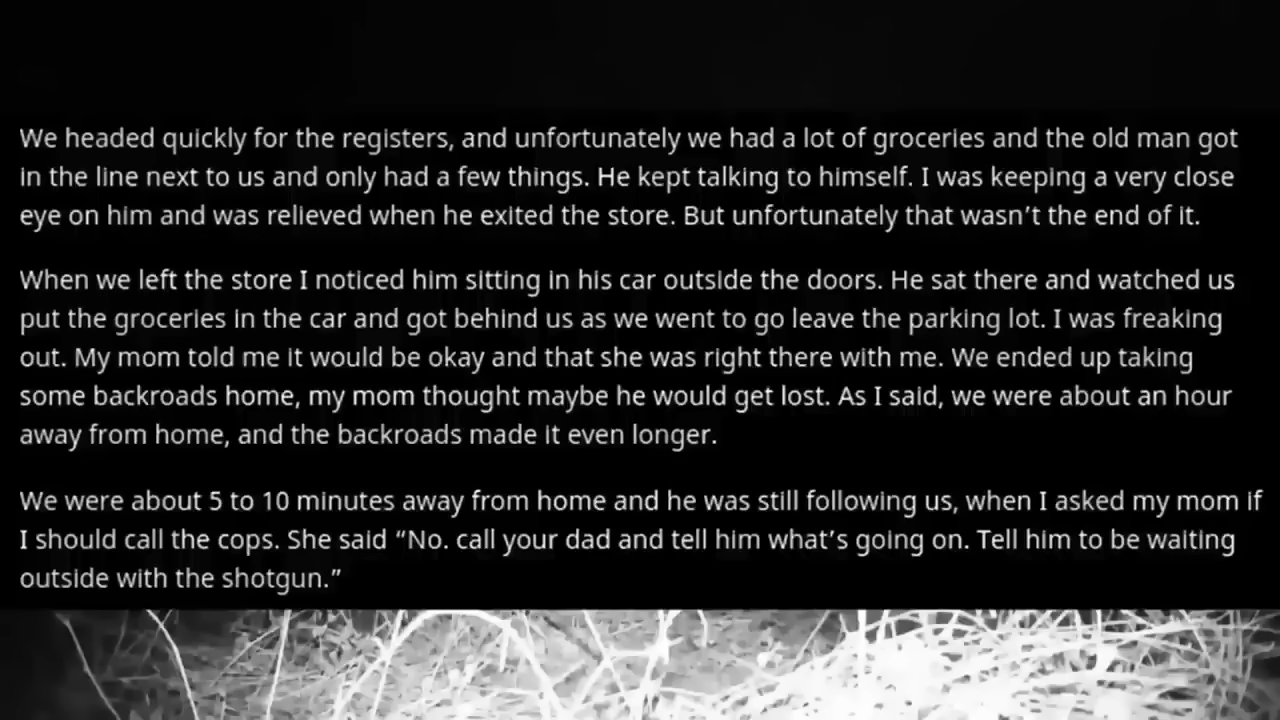 We headed quickly for the registers, and unfortunately we had a lot of groceries and the old man got
in the line next to us and only had a few things. He kept talking to himself. I was keeping a very close
eye on him and was relieved when he exited the store. But unfortunately that wasn’t the end of it.
When we left the store I noticed him sitting in his car outside the doors. He sat there and watched us
put the groceries in the car and got behind us as we went to go leave the parking lot. I was freaking
out. My mom told me it would be okay and that she was right there with me. We ended up taking
some backroads home, my mom thought maybe he would get lost. As I said, we were about an hour
away from home, and the backroads made it even longer.
We were about 5 to 10 minutes away from home and he was still following us, when I asked my mom if
I should call the cops. She said “No. call your dad and tell him what’s going on. Tell him to be waiting
outside with the shotgun.”